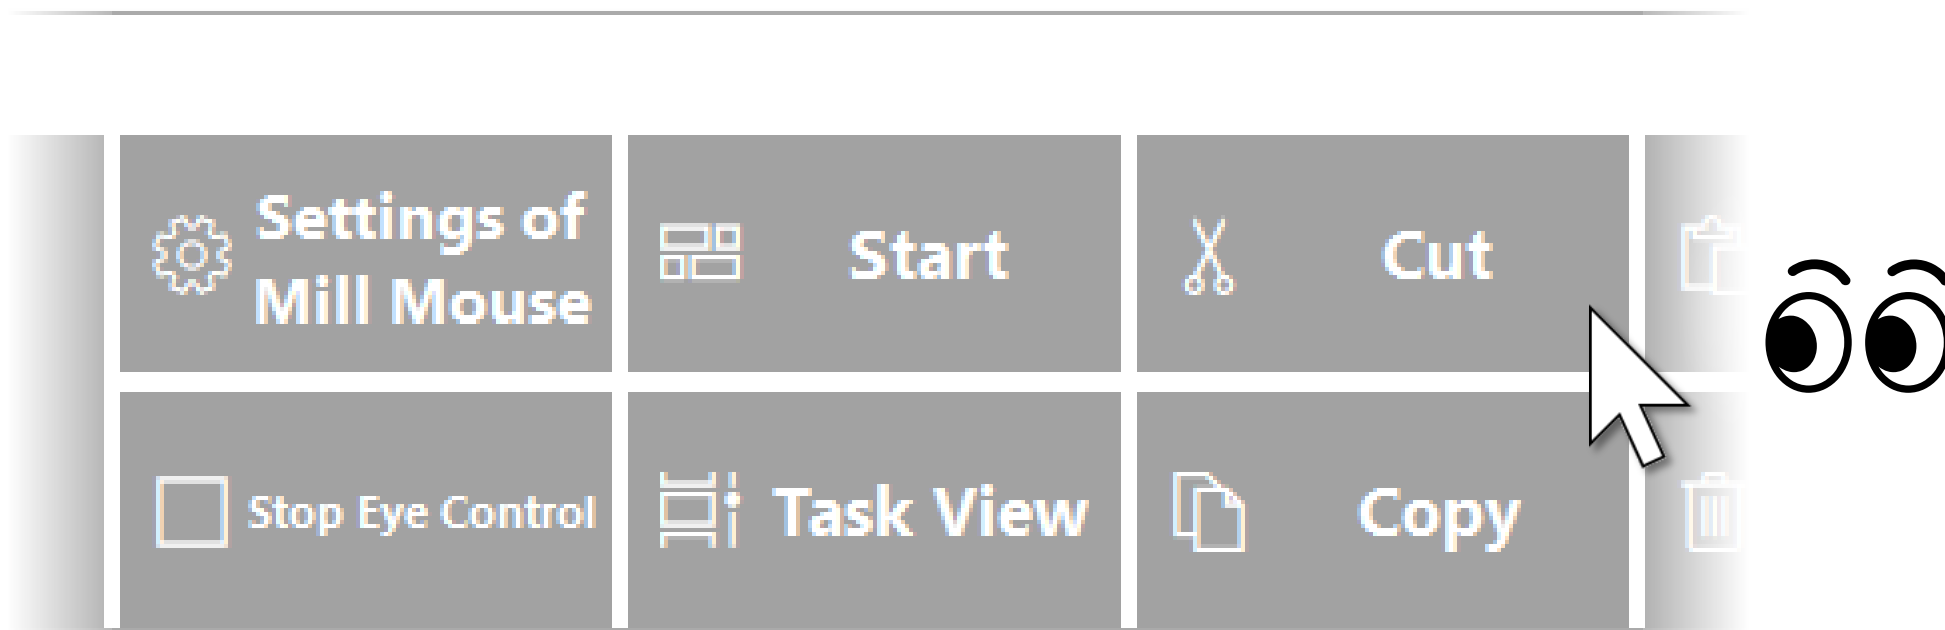 Settings of
Mill Mouse
Start
Cut
Stop Eye Control
Task View
Copy